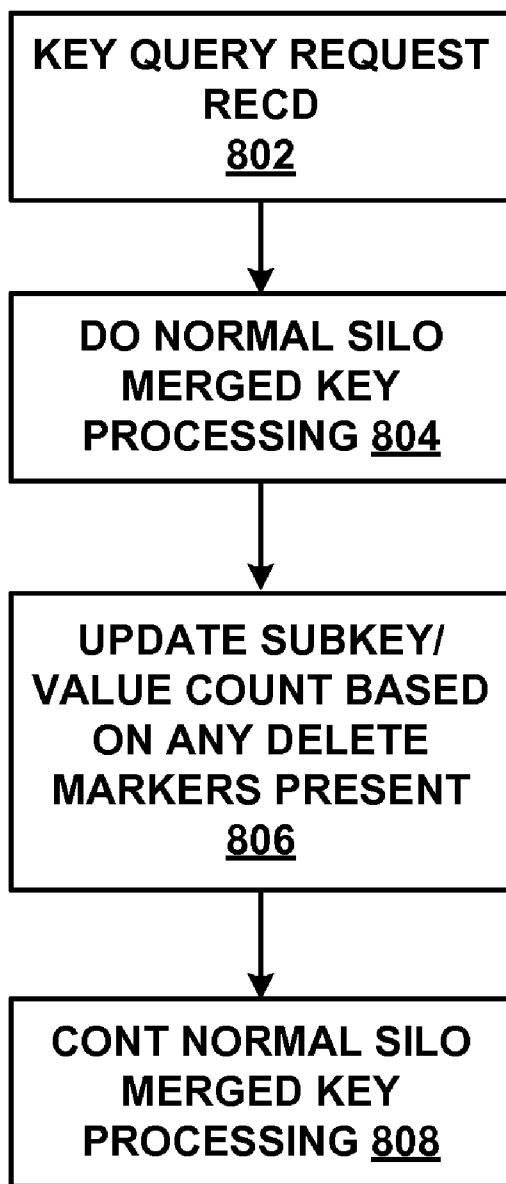 KEY QUERY REQUEST
RECD
802
DO NORMAL SILO
MERGED KEY
PROCESSING 804
UPDATE SUBKEY/
VALUE COUNT BASED
ON ANY DELETE
MARKERS PRESENT
806
CONT NORMAL SILO
MERGED KEY
PROCESSING 808